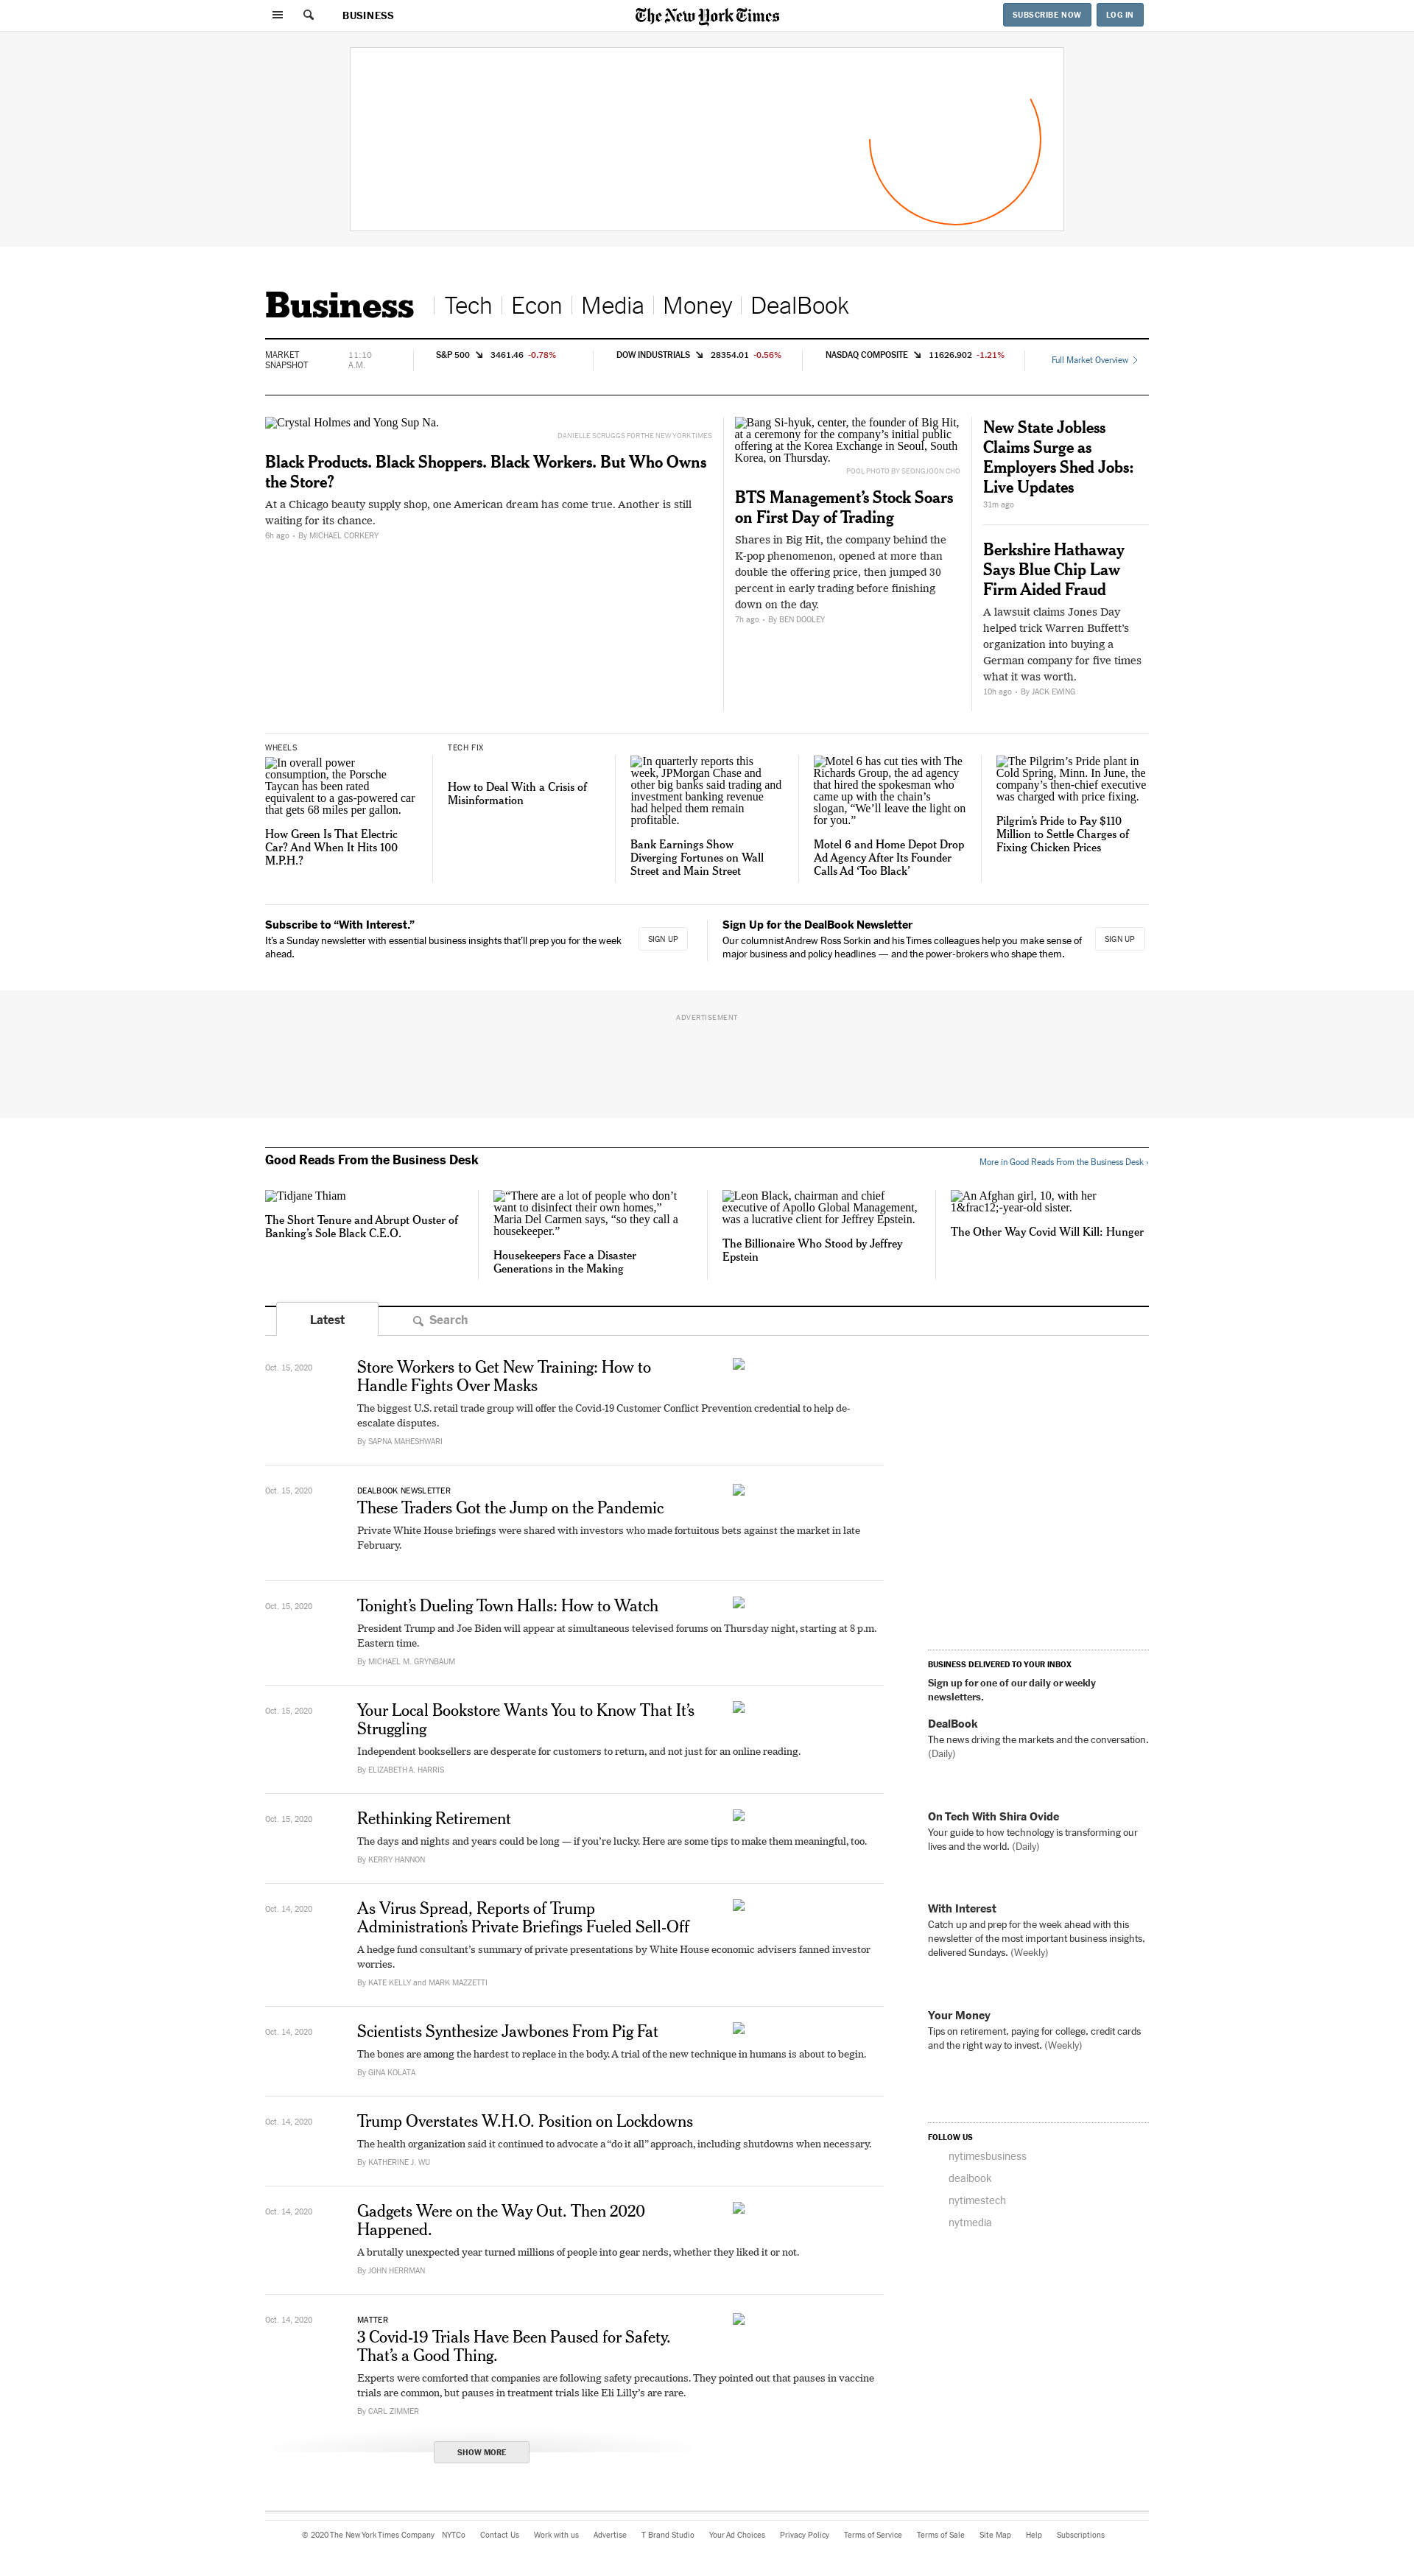 BUSINESS
The New York Times
SUBSCRIBE NOW
LOG IN
Business
Tech
Econ
Media
Money
DealBook
MARKET
SNAPSHOT
11:10
A.M.
S&P 500 3461.46 -0.78%
DOW INDUSTRIALS 28354.01 -0.56%
NASDAQ COMPOSITE 11626.902 -1.21%
Full Market Overview
Crystal Holmes and Yong Sup Na.
DANIELLE SCRUGGS FOR THE NEW YORK TIMES
Black Products. Black Shoppers. Black Workers. But Who Owns
the Store?
At a Chicago beauty supply shop, one American dream has come true. Another is still
waiting for its chance.
6h ago • By MICHAEL CORKERY
Bang Si-hyuk, center, the founder of Big Hit,
at a ceremony for the company’s initial public
offering at the Korea Exchange in Seoul, South
Korea, on Thursday.
POOL PHOTO BY SEONGJOON CHO
BTS Management’s Stock Soars
on First Day of Trading
Shares in Big Hit, the company behind the
K-pop phenomenon, opened at more than
double the offering price, then jumped 30
percent in early trading before finishing
down on the day.
7h ago • By BEN DOOLEY
New State Jobless
Claims Surge as
Employers Shed Jobs:
Live Updates
31m ago
Berkshire Hathaway
Says Blue Chip Law
Firm Aided Fraud
A lawsuit claims Jones Day
helped trick Warren Buffett’s
organization into buying a
German company for five times
what it was worth.
10h ago • By JACK EWING
WHEELS
In overall power
consumption, the Porsche
Taycan has been rated
equivalent to a gas-powered car
that gets 68 miles per gallon.
How Green Is That Electric
Car? And When It Hits 100
M.P.H.?
TECH FIX
How to Deal With a Crisis of
Misinformation
In quarterly reports this
week, JPMorgan Chase and
other big banks said trading and
investment banking revenue
had helped them remain
profitable.
Bank Earnings Show
Diverging Fortunes on Wall
Street and Main Street
Motel 6 has cut ties with The
Richards Group, the ad agency
that hired the spokesman who
came up with the chain’s
slogan, “We’ll leave the light on
for you.”
Motel 6 and Home Depot Drop
Ad Agency After Its Founder
Calls Ad ‘Too Black’
The Pilgrim’s Pride plant in
Cold Spring, Minn. In June, the
company’s then-chief executive
was charged with price fixing.
Pilgrim’s Pride to Pay $110
Million to Settle Charges of
Fixing Chicken Prices
Subscribe to “With Interest.”
It’s a Sunday newsletter with essential business insights that’ll prep you for the week
ahead.
SIGN UP
Sign Up for the DealBook Newsletter
Our columnist Andrew Ross Sorkin and his Times colleagues help you make sense of
major business and policy headlines — and the power-brokers who shape them.
SIGN UP
ADVERTISEMENT
Good Reads From the Business Desk
More in Good Reads From the Business Desk ›
Tidjane Thiam
The Short Tenure and Abrupt Ouster of
Banking’s Sole Black C.E.O.
“There are a lot of people who don’t
want to disinfect their own homes,”
Maria Del Carmen says, “so they call a
housekeeper.”
Housekeepers Face a Disaster
Generations in the Making
Leon Black, chairman and chief
executive of Apollo Global Management,
was a lucrative client for Jeffrey Epstein.
The Billionaire Who Stood by Jeffrey
Epstein
An Afghan girl, 10, with her
1&frac12;-year-old sister.
The Other Way Covid Will Kill: Hunger
Latest
Search
Oct. 15, 2020
Store Workers to Get New Training: How to
Handle Fights Over Masks
The biggest U.S. retail trade group will offer the Covid-19 Customer Conflict Prevention credential to help de-
escalate disputes.
By SAPNA MAHESHWARI
Oct. 15, 2020
DEALBOOK NEWSLETTER
These Traders Got the Jump on the Pandemic
Private White House briefings were shared with investors who made fortuitous bets against the market in late
February.
Oct. 15, 2020
Tonight’s Dueling Town Halls: How to Watch
President Trump and Joe Biden will appear at simultaneous televised forums on Thursday night, starting at 8 p.m.
Eastern time.
By MICHAEL M. GRYNBAUM
Oct. 15, 2020
Your Local Bookstore Wants You to Know That It’s
Struggling
Independent booksellers are desperate for customers to return, and not just for an online reading.
By ELIZABETH A. HARRIS
Oct. 15, 2020
Rethinking Retirement
The days and nights and years could be long — if you’re lucky. Here are some tips to make them meaningful, too.
By KERRY HANNON
Oct. 14, 2020
As Virus Spread, Reports of Trump
Administration’s Private Briefings Fueled Sell-Off
A hedge fund consultant’s summary of private presentations by White House economic advisers fanned investor
worries.
By KATE KELLY and MARK MAZZETTI
Oct. 14, 2020
Scientists Synthesize Jawbones From Pig Fat
The bones are among the hardest to replace in the body. A trial of the new technique in humans is about to begin.
By GINA KOLATA
Oct. 14, 2020
Trump Overstates W.H.O. Position on Lockdowns
The health organization said it continued to advocate a “do it all” approach, including shutdowns when necessary.
By KATHERINE J. WU
Oct. 14, 2020
Gadgets Were on the Way Out. Then 2020
Happened.
A brutally unexpected year turned millions of people into gear nerds, whether they liked it or not.
By JOHN HERRMAN
Oct. 14, 2020
MATTER
3 Covid-19 Trials Have Been Paused for Safety.
That’s a Good Thing.
Experts were comforted that companies are following safety precautions. They pointed out that pauses in vaccine
trials are common, but pauses in treatment trials like Eli Lilly’s are rare.
By CARL ZIMMER
SHOW MORE
BUSINESS DELIVERED TO YOUR INBOX
Sign up for one of our daily or weekly
newsletters.
DealBook
The news driving the markets and the conversation.
(Daily)
On Tech With Shira Ovide
Your guide to how technology is transforming our
lives and the world. (Daily)
With Interest
Catch up and prep for the week ahead with this
newsletter of the most important business insights,
delivered Sundays. (Weekly)
Your Money
Tips on retirement, paying for college, credit cards
and the right way to invest. (Weekly)
FOLLOW US
nytimesbusiness
dealbook
nytimestech
nytmedia
© 2020 The New York Times Company
NYTCo
Contact Us
Work with us
Advertise
T Brand Studio
Your Ad Choices
Privacy Policy
Terms of Service
Terms of Sale
Site Map
Help
Subscriptions